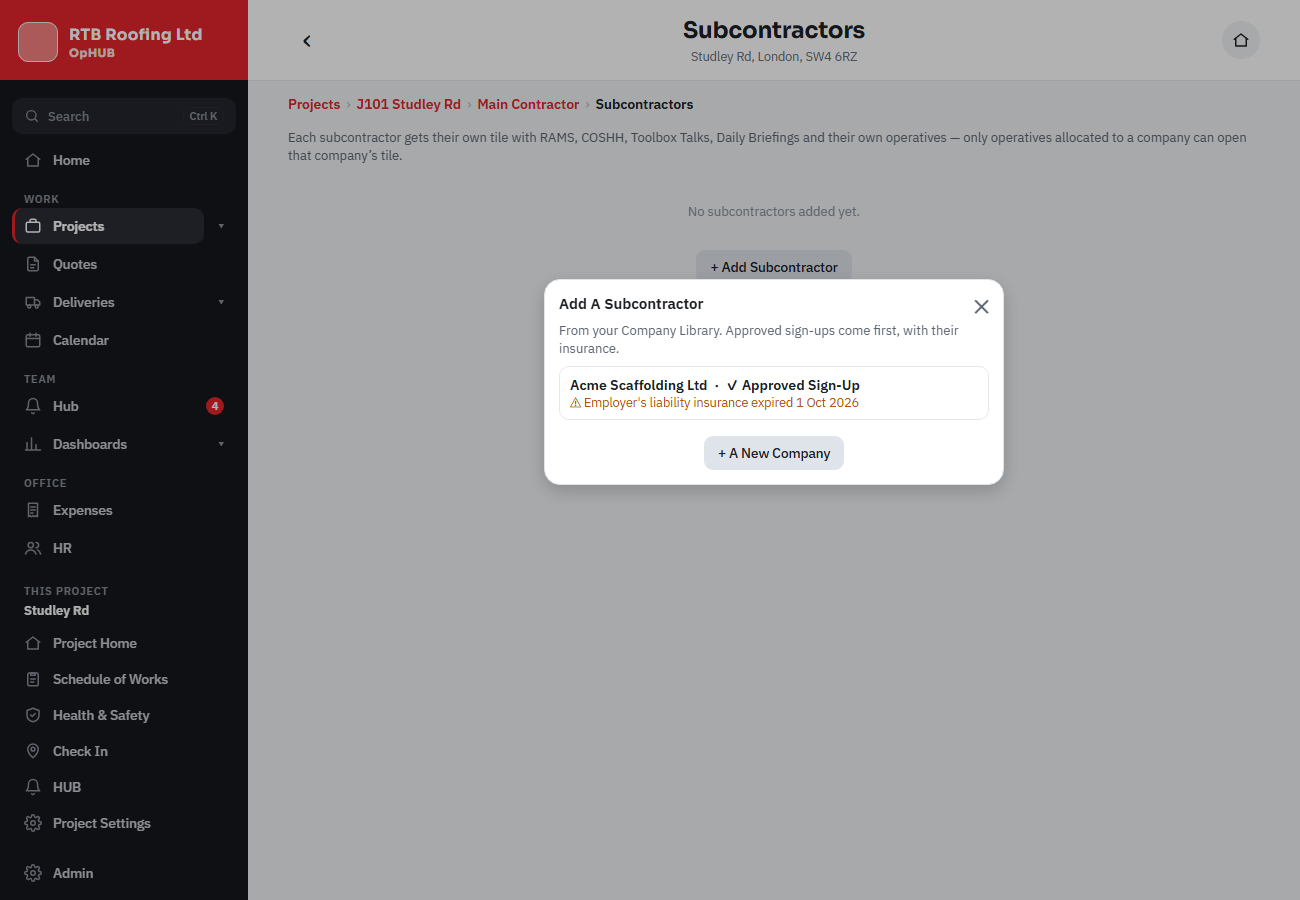 RTB Roofing Ltd
OpHUB
Search Ctrl K
Home
WORK
Projects
Quotes
Deliveries
Calendar
TEAM
Hub 4
Dashboards
OFFICE
Expenses
HR
THIS PROJECT
Studley Rd
Project Home
Schedule of Works
Health & Safety
Check In
HUB
Project Settings
Admin
Subcontractors
Studley Rd, London, SW4 6RZ
Projects › J101 Studley Rd › Main Contractor › Subcontractors
Each subcontractor gets their own tile with RAMS, COSHH, Toolbox Talks, Daily Briefings and their own operatives — only operatives allocated to a company can open
that company’s tile.
No subcontractors added yet.
+ Add Subcontractor
Add A Subcontractor
From your Company Library. Approved sign-ups come first, with their
insurance.
Acme Scaffolding Ltd · ✓ Approved Sign-Up
⚠ Employer's liability insurance expired 1 Oct 2026
+ A New Company